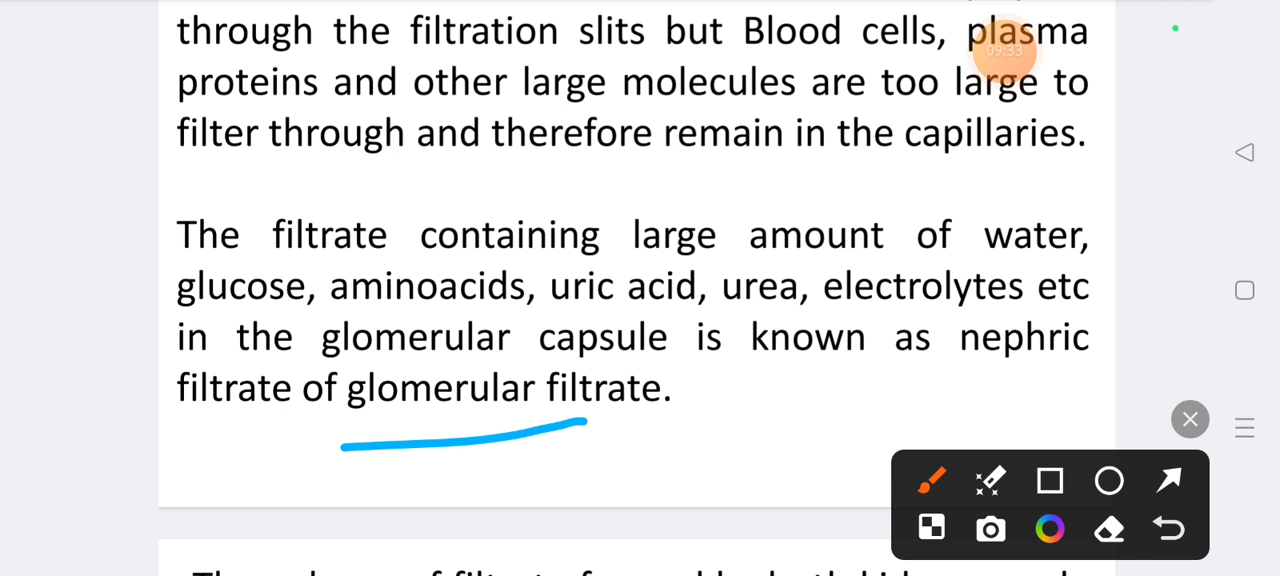 through the filtration slits but Blood cells, plasma
09:33
proteins and other large molecules are too large to
filter through and therefore remain in the capillaries.
The filtrate containing large amount of water,
glucose, aminoacids, uric acid, urea, electrolytes etc
in the glomerular capsule is known as nephric
filtrate of glomerular filtrate.